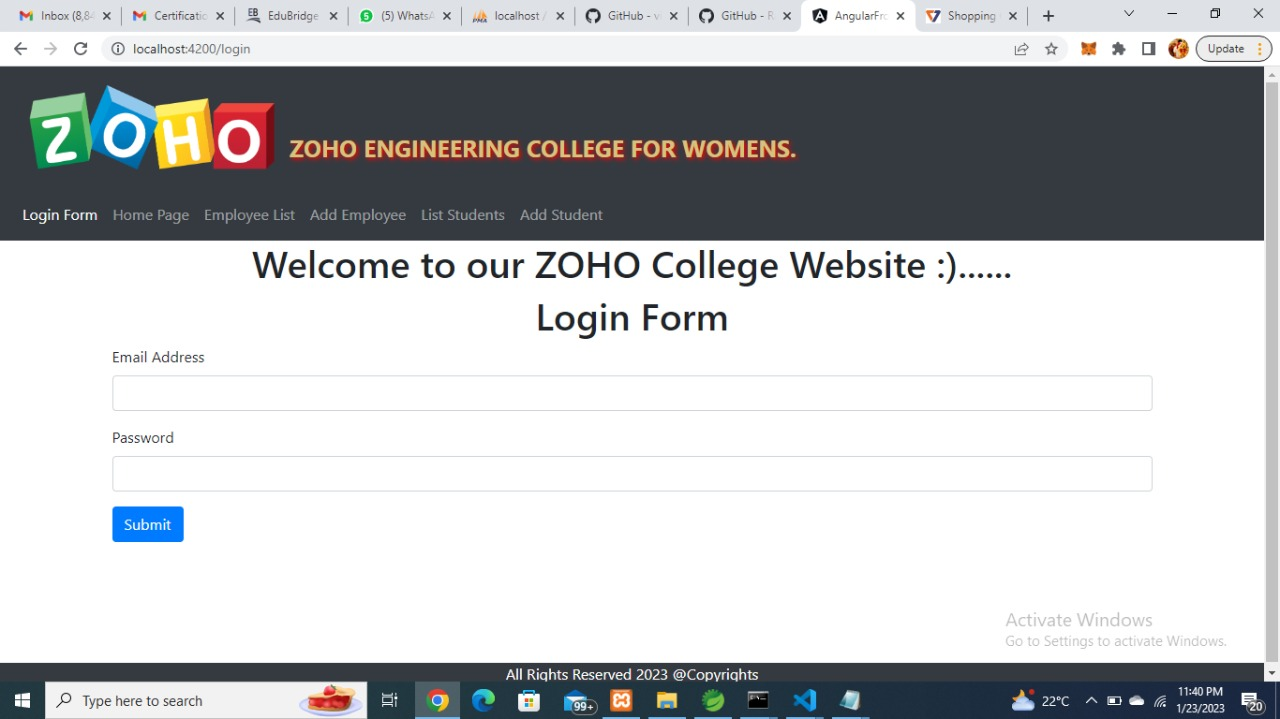 Inbox (8,84
Certificatio
EduBridge
(5) WhatsA
localhost /
GitHub - v
GitHub - R
AngularFro
Shopping
localhost:4200/login
Update
ZOHO
ZOHO ENGINEERING COLLEGE FOR WOMENS.
Login Form Home Page Employee List Add Employee List Students Add Student
Welcome to our ZOHO College Website :)......
Login Form
Email Address
Password
Submit
Activate Windows
Go to Settings to activate Windows.
All Rights Reserved 2023 @Copyrights
Type here to search
99+
22°C
11:40 PM
1/23/2023
20